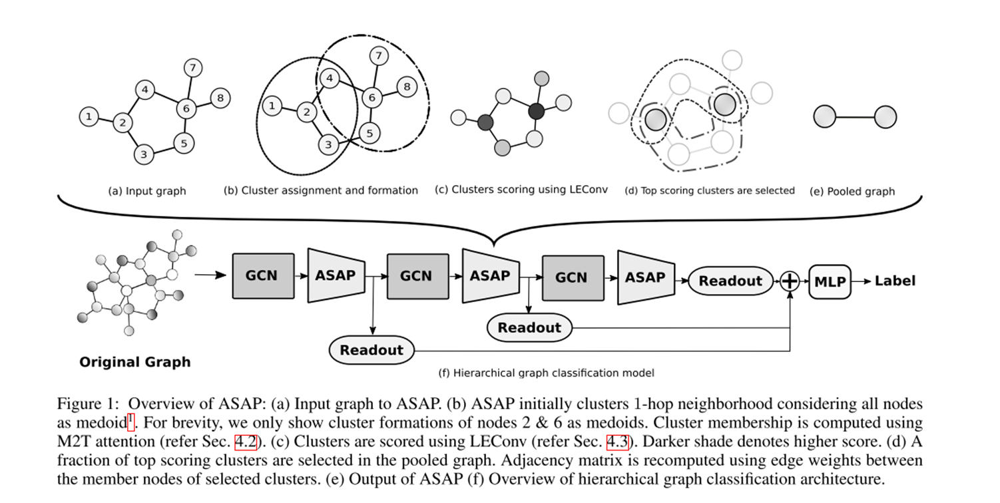 7
4
8
1
2
6
5
3
7
4
8
1
2
6
5
3
(a) Input graph
(b) Cluster assignment and formation
(c) Clusters scoring using LEConv
(d) Top scoring clusters are selected
(e) Pooled graph
GCN
ASAP
GCN
ASAP
GCN
ASAP
Readout
MLP
Label
Readout
Readout
Original Graph
(f) Hierarchical graph classification model
Figure 1: Overview of ASAP: (a) Input graph to ASAP. (b) ASAP initially clusters 1-hop neighborhood considering all nodes
as medoid1. For brevity, we only show cluster formations of nodes 2 & 6 as medoids. Cluster membership is computed using
M2T attention (refer Sec. 4.2). (c) Clusters are scored using LEConv (refer Sec. 4.3). Darker shade denotes higher score. (d) A
fraction of top scoring clusters are selected in the pooled graph. Adjacency matrix is recomputed using edge weights between
the member nodes of selected clusters. (e) Output of ASAP (f) Overview of hierarchical graph classification architecture.